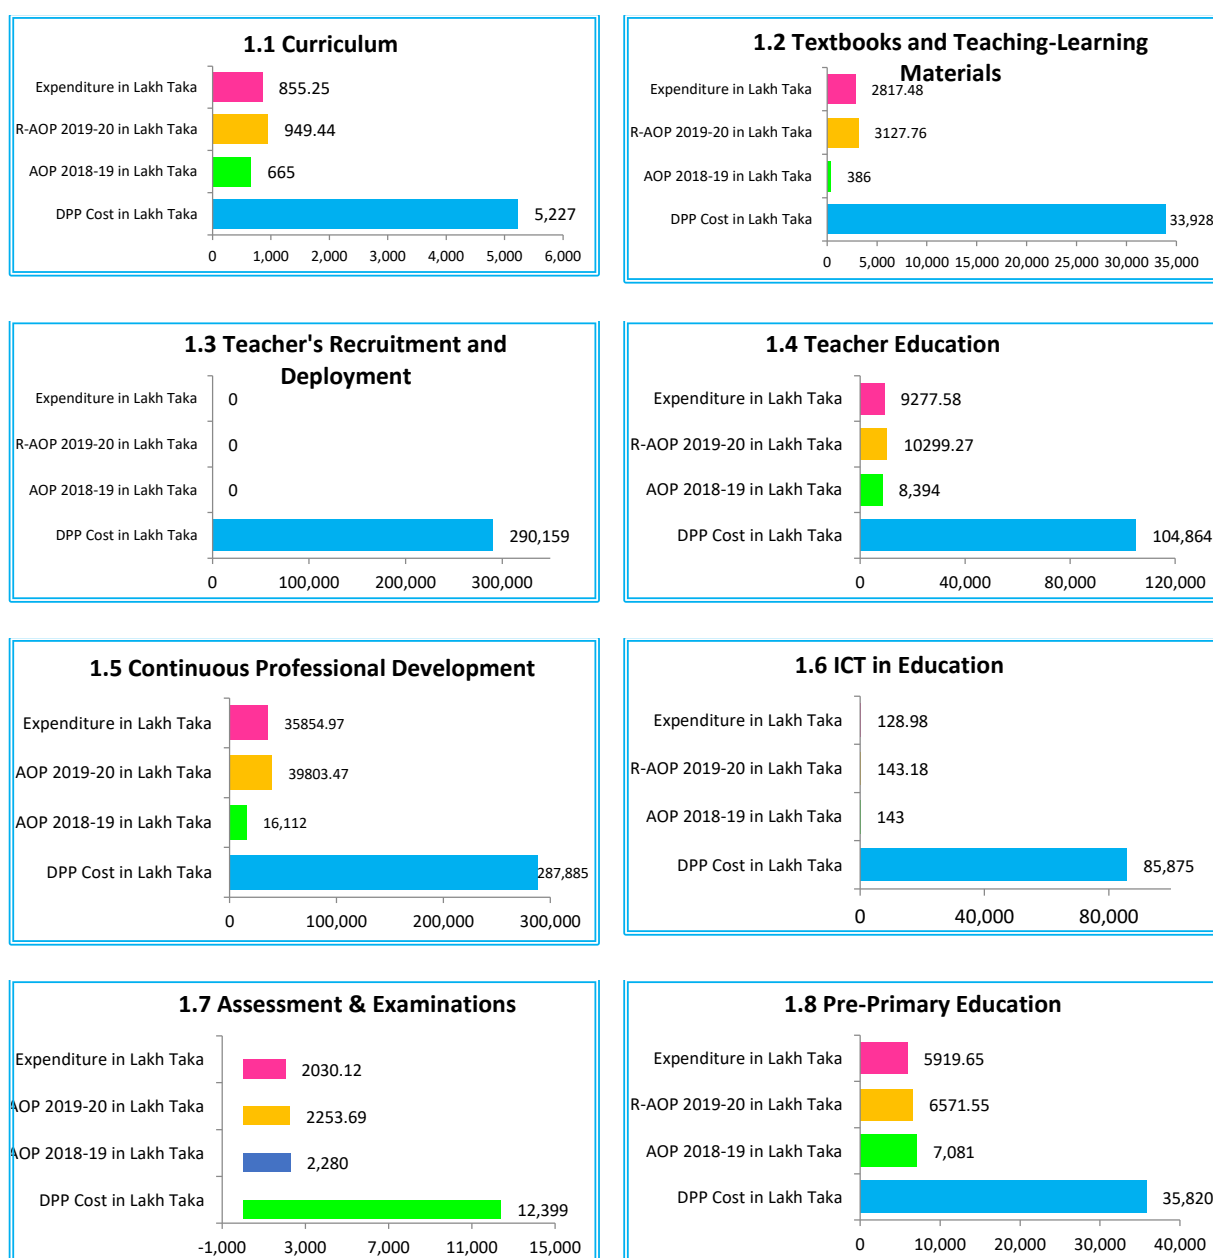 1.1 Curriculum
Expenditure in Lakh Taka 855.25
R-AOP 2019-20 in Lakh Taka 949.44
AOP 2018-19 in Lakh Taka 665
DPP Cost in Lakh Taka 5,227
0 1,000 2,000 3,000 4,000 5,000 6,000
1.2 Textbooks and Teaching-Learning
Materials
Expenditure in Lakh Taka 2817.48
R-AOP 2019-20 in Lakh Taka 3127.76
AOP 2018-19 in Lakh Taka 386
DPP Cost in Lakh Taka 33,928
0 5,000 10,000 15,000 20,000 25,000 30,000 35,000
1.3 Teacher's Recruitment and
Deployment
Expenditure in Lakh Taka 0
R-AOP 2019-20 in Lakh Taka 0
AOP 2018-19 in Lakh Taka 0
DPP Cost in Lakh Taka 290,159
0 100,000 200,000 300,000
1.4 Teacher Education
Expenditure in Lakh Taka 9277.58
R-AOP 2019-20 in Lakh Taka 10299.27
AOP 2018-19 in Lakh Taka 8,394
DPP Cost in Lakh Taka 104,864
0 40,000 80,000 120,000
1.5 Continuous Professional Development
Expenditure in Lakh Taka 35854.97
AOP 2019-20 in Lakh Taka 39803.47
AOP 2018-19 in Lakh Taka 16,112
DPP Cost in Lakh Taka 287,885
0 100,000 200,000 300,000
1.6 ICT in Education
Expenditure in Lakh Taka 128.98
R-AOP 2019-20 in Lakh Taka 143.18
AOP 2018-19 in Lakh Taka 143
DPP Cost in Lakh Taka 85,875
0 40,000 80,000
1.7 Assessment & Examinations
Expenditure in Lakh Taka 2030.12
AOP 2019-20 in Lakh Taka 2253.69
AOP 2018-19 in Lakh Taka 2,280
DPP Cost in Lakh Taka 12,399
-1,000 3,000 7,000 11,000 15,000
1.8 Pre-Primary Education
Expenditure in Lakh Taka 5919.65
R-AOP 2019-20 in Lakh Taka 6571.55
AOP 2018-19 in Lakh Taka 7,081
DPP Cost in Lakh Taka 35,820
0 10,000 20,000 30,000 40,000